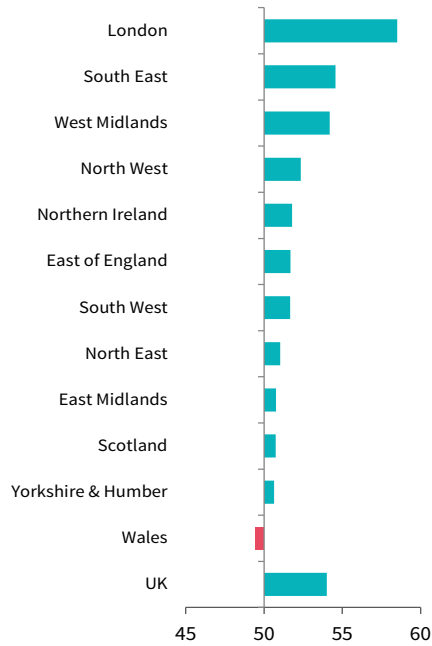 London
South East
West Midlands
North West
Northern Ireland
East of England
South West
North East
East Midlands
Scotland
Yorkshire & Humber
Wales
UK
45 50 55 60